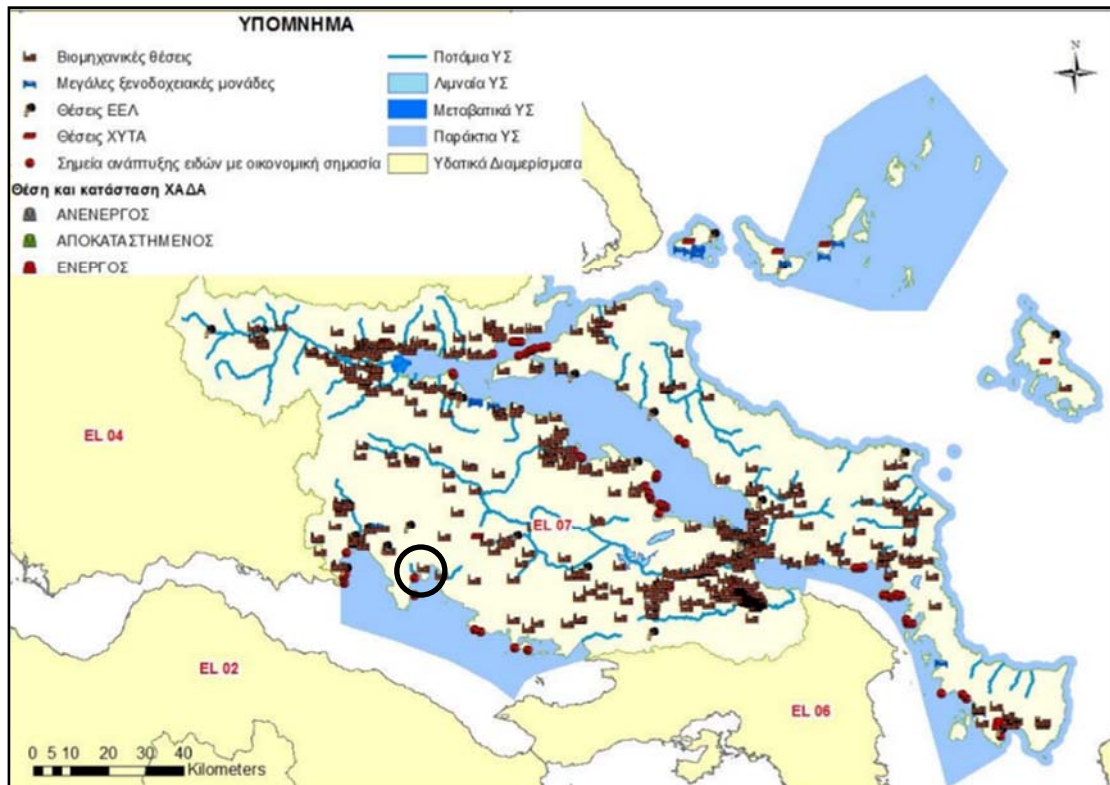 ΥΠΟΜΝΗΜΑ
Βιομηχανικές θέσεις
Μεγάλες ξενοδοχειακές μονάδες
Θέσεις ΕΕΛ
Θέσεις ΧΥΤΑ
Σημεία ανάπτυξης ειδών με οικονομική σημασία
Θέση και κατάσταση ΧΑΔΑ
ΑΝΕΝΕΡΓΟΣ
ΑΠΟΚΑΤΑΣΤΗΜΕΝΟΣ
ΕΝΕΡΓΟΣ
Ποτάμια ΥΣ
Λιμναία ΥΣ
Μεταβατικά ΥΣ
Παράκτια ΥΣ
Υδατικά Διαμερίσματα
N
EL 04
EL 07
EL 02
EL 06
0 5 10 20 30 40
Kilometers